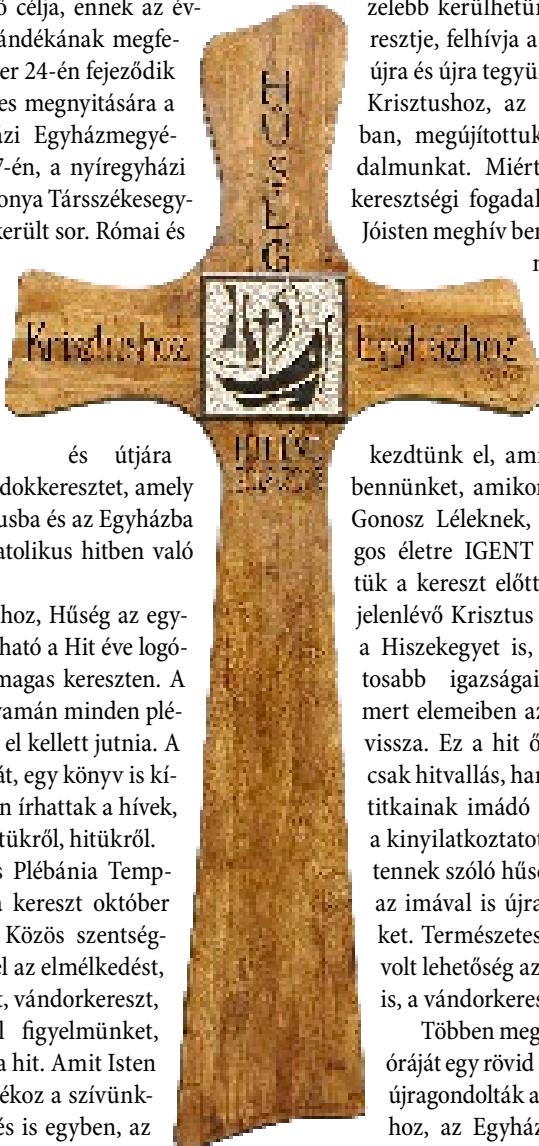 ő célja, ennek az év-
ándékának megfe-
er 24-én fejeződik
es megnyitására a
ázi Egyházmegyé-
7-én, a nyíregyházi
onya Társszékesegy-
került sor. Római és
és útjára
dokkeresztet, amely
usba és az Egyházba
atolikus hitben való
hoz, Hűség az egy-
ható a Hit éve logó-
magas kereszten. A
yamán minden plé-
el kellett jutnia. A
át, egy könyv is kí-
n írhattak a hívek,
tükről, hitükről.
s Plébánia Temp-
a kereszt október
Közös szentség-
el az elmélkedést,
t, vándorkereszt,
l figyelmünket,
a hit. Amit Isten
ékoz a szívünk-
és is egyben, az
HŰSÉG
Krisztushoz Egyházhoz
HIT ÉVE
zelebb kerülhetün
resztje, felhívja a
újra és újra tegyül
Krisztushoz, az
ban, megújítottuk
dalmunkat. Miért
keresztségi fogadal
Jóisten meghív ben
kezdtünk el, ami
bennünket, amikor
Gonosz Léleknek,
gos életre IGENT
tük a kereszt előtt
jelenlévő Krisztus
a Hiszekegyet is,
tosabb igazságai
mert elemeiben az
vissza. Ez a hit ő
csak hitvallás, han
titkainak imádó
a kinyilatkoztatot
tennek szóló hűsé
az imával is újra
ket. Természetes
volt lehetőség az
is, a vándorkeres
Többen meg
óráját egy rövid
újragondolták a
hoz, az Egyház